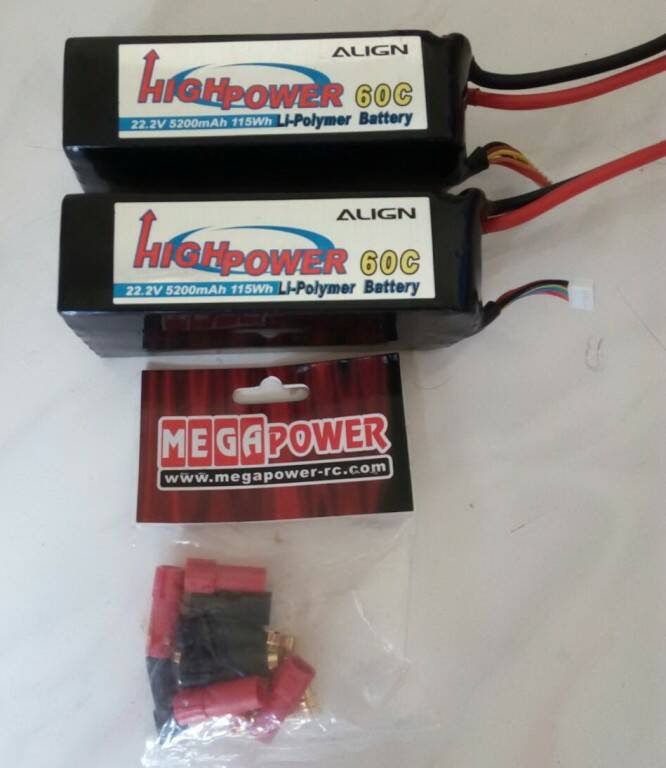 ALIGN
HIGHPOWER 60C
22.2V 5200mAh 115Wh Li-Polymer Battery
ALIGN
HIGHPOWER 60C
22.2V 5200mAh 115Wh Li-Polymer Battery
MEGAPOWER
www.megapower-rc.com